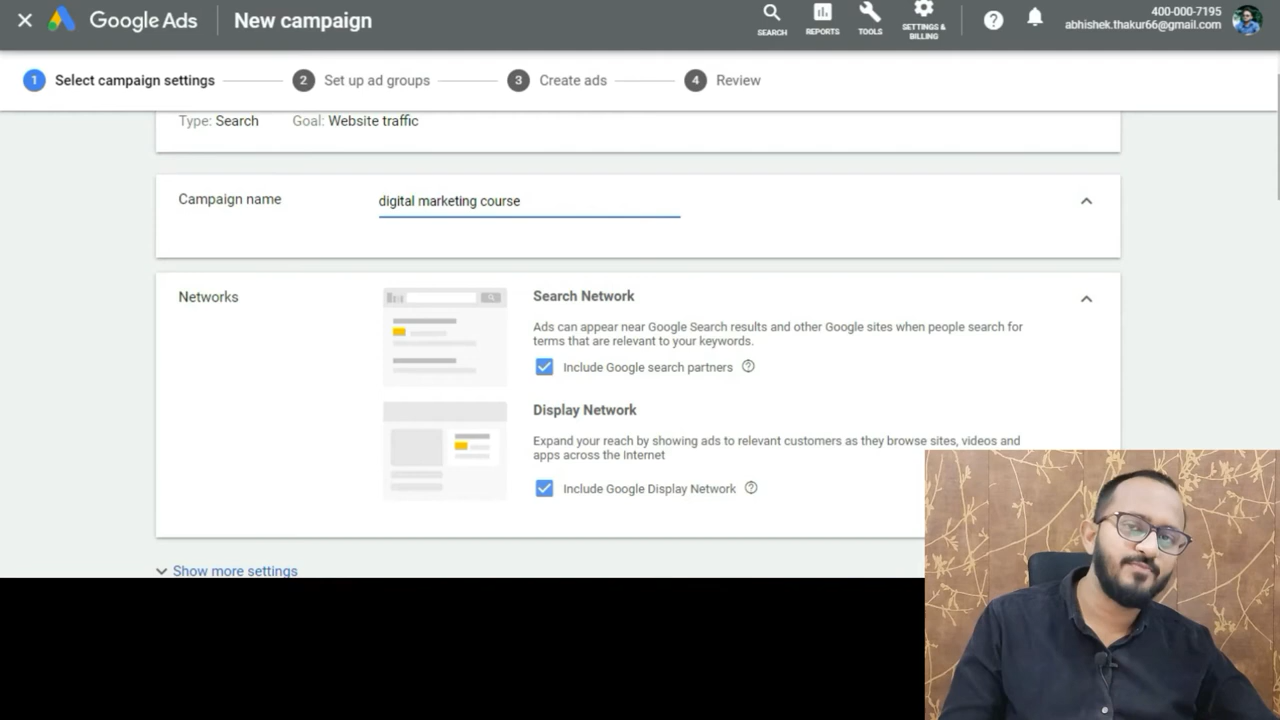 Google Ads
New campaign
SEARCH
REPORTS
TOOLS
SETTINGS &
BILLING
400-000-7195
abhishek.thakur66@gmail.com
1 Select campaign settings
2 Set up ad groups
3 Create ads
4 Review
Type: Search
Goal: Website traffic
Campaign name
digital marketing course
Networks
Search Network
Ads can appear near Google Search results and other Google sites when people search for
terms that are relevant to your keywords.
Include Google search partners
Display Network
Expand your reach by showing ads to relevant customers as they browse sites, videos and
apps across the Internet
Include Google Display Network
Show more settings